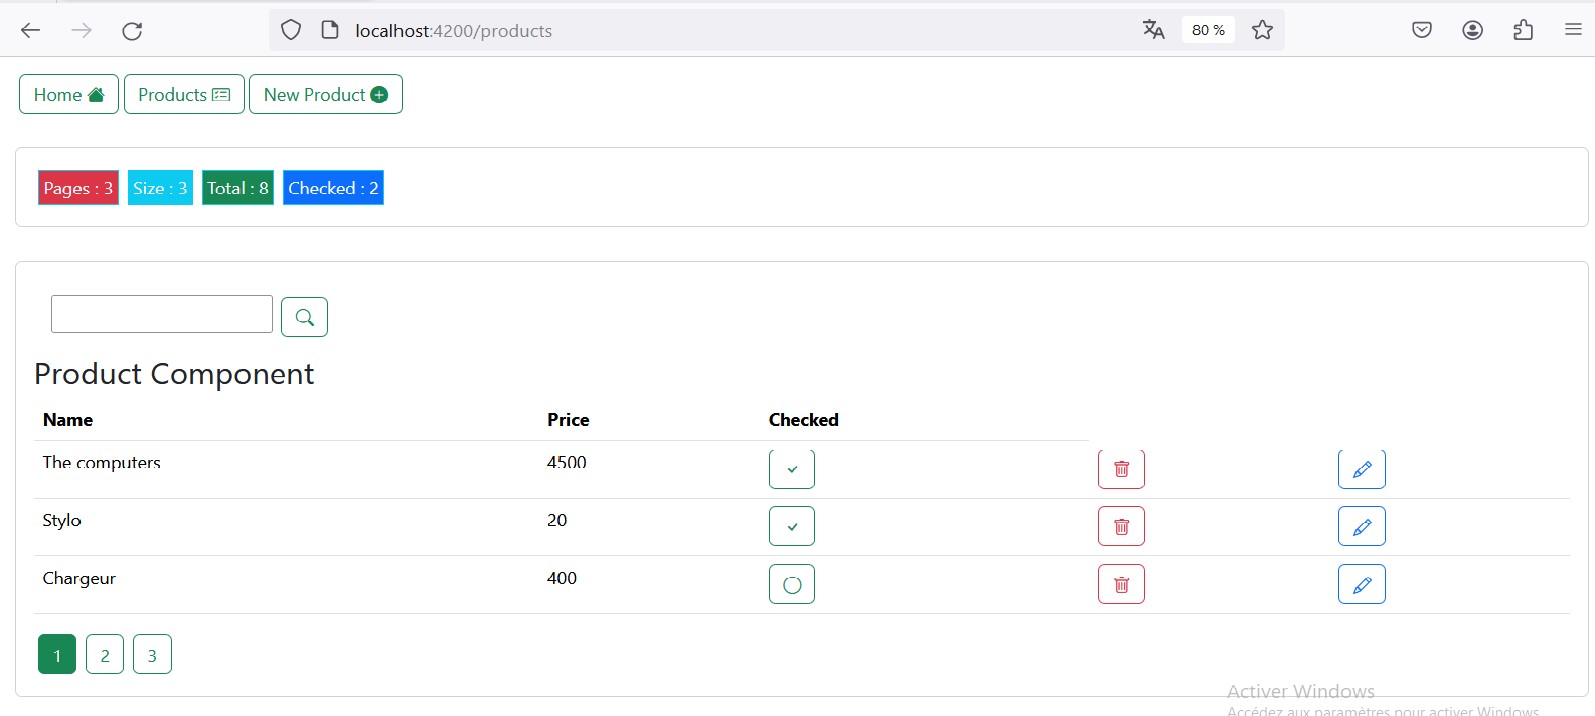 localhost:4200/products
80 %
Home Products New Product
Pages : 3 Size : 3 Total : 8 Checked : 2
Product Component
Name Price Checked
The computers 4500
Stylo 20
Chargeur 400
1 2 3
Activer Windows
Accédez aux paramètres pour activer Windows